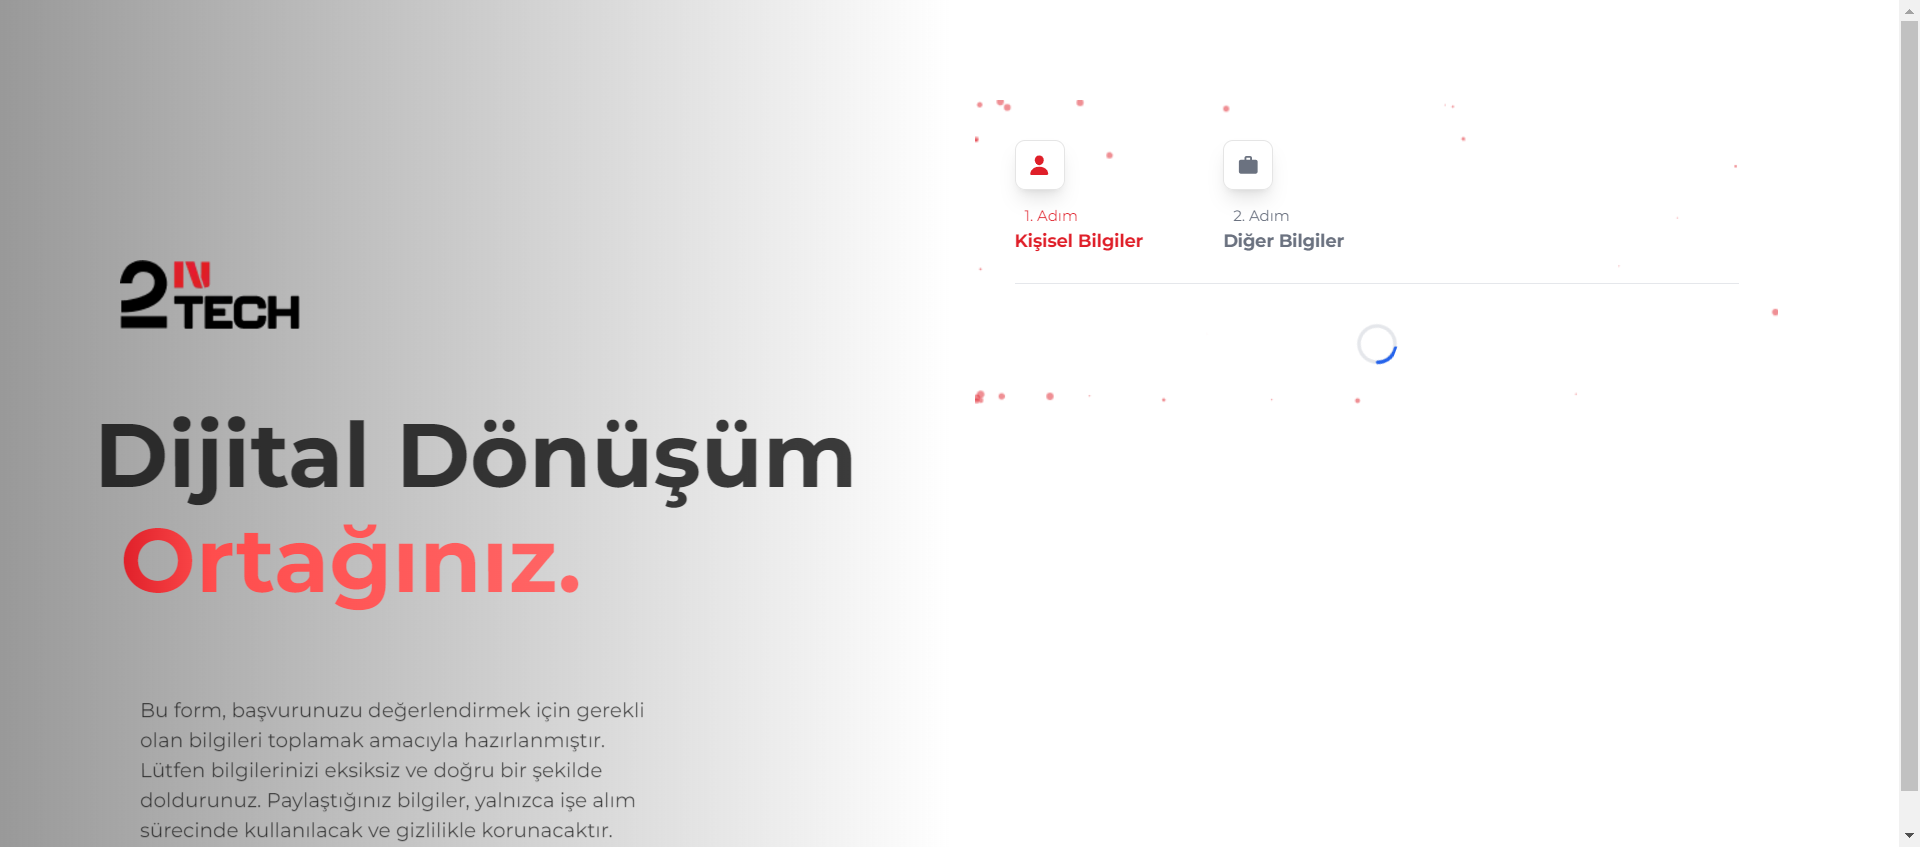 2 IN
TECH
Dijital Dönüşüm
Ortağınız.
Bu form, başvurunuzu değerlendirmek için gerekli
olan bilgileri toplamak amacıyla hazırlanmıştır.
Lütfen bilgilerinizi eksiksiz ve doğru bir şekilde
doldurunuz. Paylaştığınız bilgiler, yalnızca işe alım
sürecinde kullanılacak ve gizlilikle korunacaktır.
1. Adım
Kişisel Bilgiler
2. Adım
Diğer Bilgiler